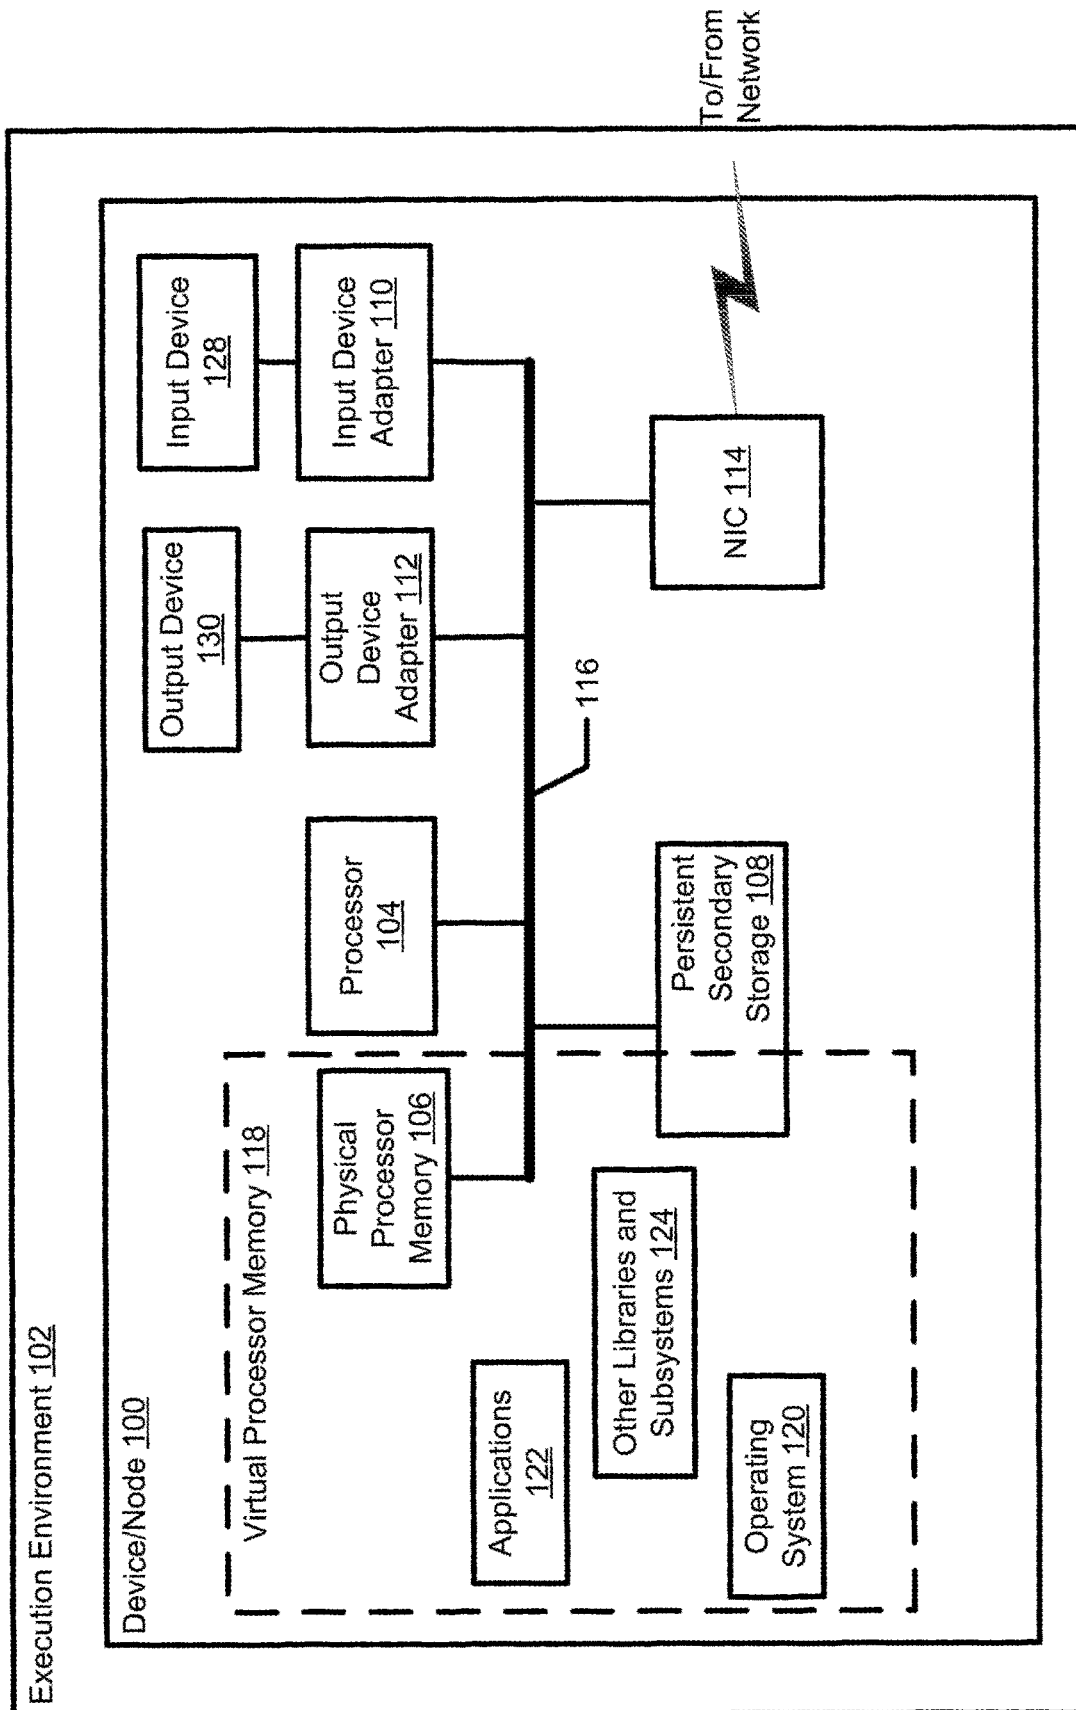 Execution Environment 102
Device/Node 100
Virtual Processor Memory 118
Physical
Processor
Memory 106
Processor
104
Output Device
130
Output
Device
Adapter 112
Input Device
128
Input Device
Adapter 110
Applications
122
Other Libraries and
Subsystems 124
Operating
System 120
Persistent
Secondary
Storage 108
116
NIC 114
To/From
Network